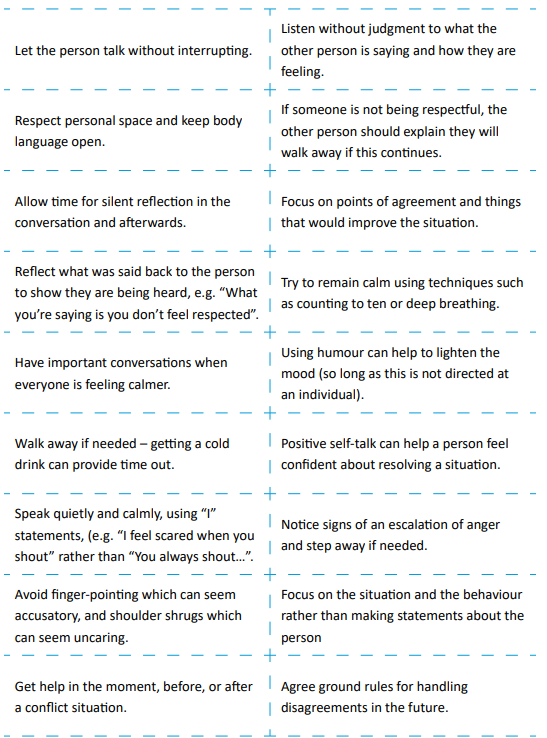 Let the person talk without interrupting.
Listen without judgment to what the
other person is saying and how they are
feeling.
Respect personal space and keep body
language open.
If someone is not being respectful, the
other person should explain they will
walk away if this continues.
Allow time for silent reflection in the
conversation and afterwards.
Focus on points of agreement and things
that would improve the situation.
Reflect what was said back to the person
to show they are being heard, e.g. “What
you’re saying is you don’t feel respected”.
Try to remain calm using techniques such
as counting to ten or deep breathing.
Have important conversations when
everyone is feeling calmer.
Using humour can help to lighten the
mood (so long as this is not directed at
an individual).
Walk away if needed – getting a cold
drink can provide time out.
Positive self-talk can help a person feel
confident about resolving a situation.
Speak quietly and calmly, using “I”
statements, (e.g. “I feel scared when you
shout” rather than “You always shout…”.
Notice signs of an escalation of anger
and step away if needed.
Avoid finger-pointing which can seem
accusatory, and shoulder shrugs which
can seem uncaring.
Focus on the situation and the behaviour
rather than making statements about the
person
Get help in the moment, before, or after
a conflict situation.
Agree ground rules for handling
disagreements in the future.